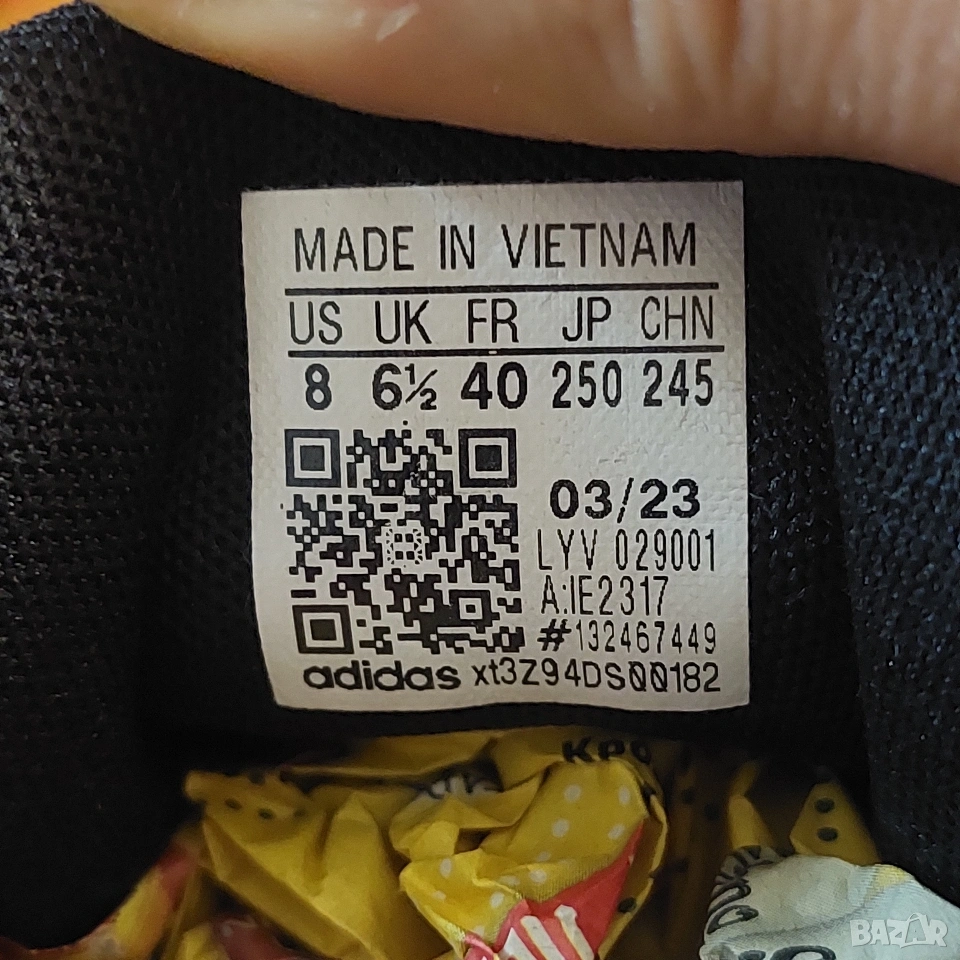 MADE IN VIETNAM
US UK FR JP CHN
8 6½ 40 250 245
03/23
LYV 029001
A:IE2317
#132467449
adidas xt3Z94DS00182
BAZAR